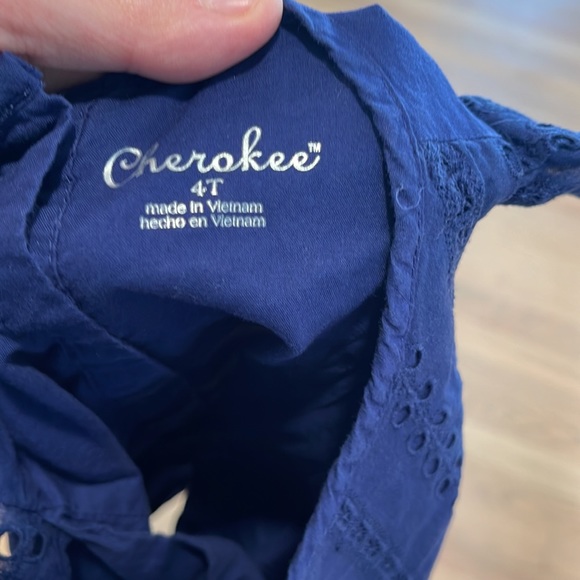 Cherokee™
4T
made in Vietnam
hecho en Vietnam